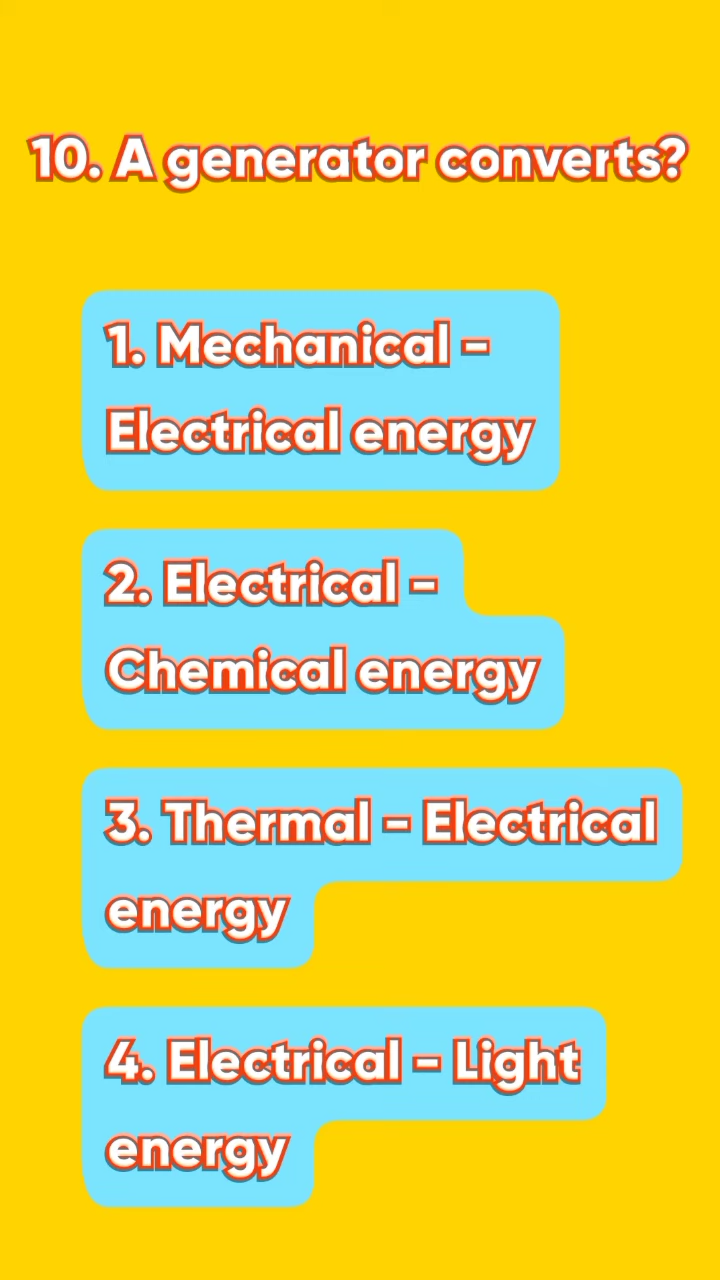 10. A generator converts?
1. Mechanical -
Electrical energy
2. Electrical -
Chemical energy
3. Thermal - Electrical
energy
4. Electrical - Light
energy